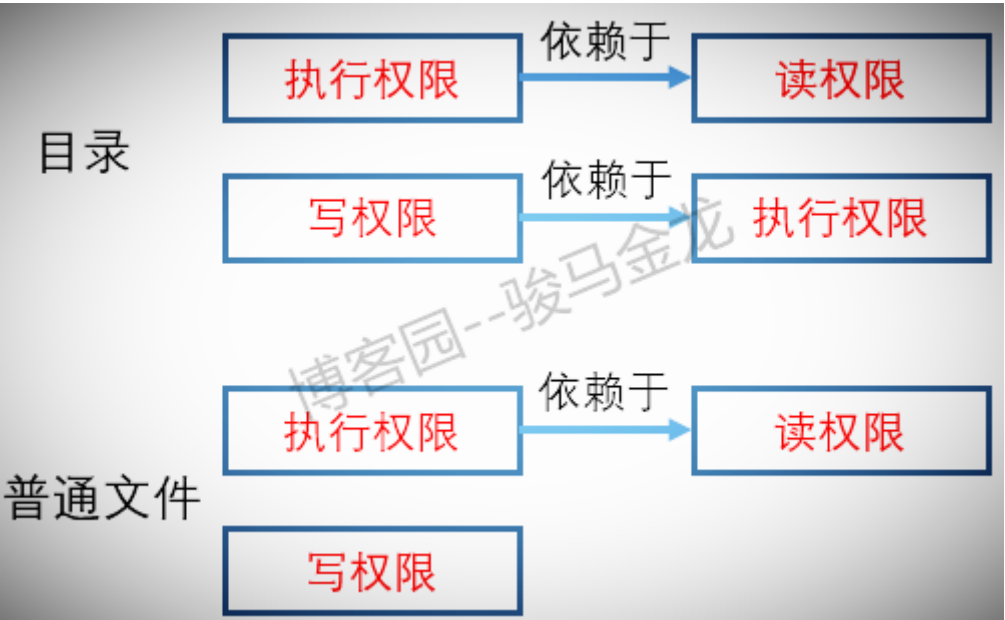 依赖于
执行权限
读权限
目录
依赖于
写权限
执行权限
博客园--骏马金龙
依赖于
执行权限
读权限
普通文件
写权限